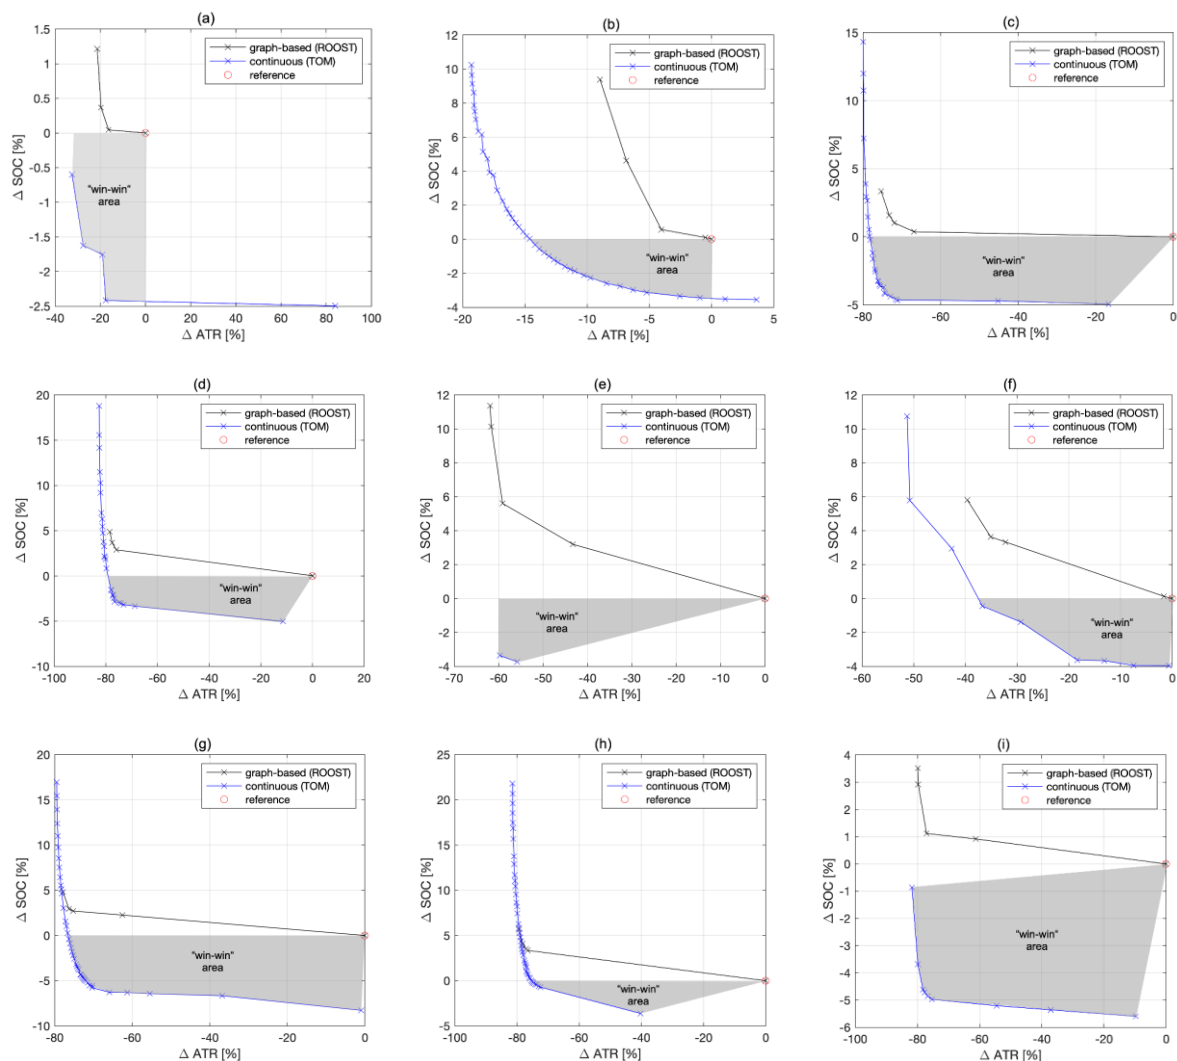 (a)
1.5
1
0.5
0
-0.5
-1
-1.5
-2
-2.5
Δ SOC [%]
graph-based (ROOST)
continuous (TOM)
reference
"win-win"
area
-40 -20 0 20 40 60 80 100
Δ ATR [%]
(b)
12
10
8
6
4
2
0
-2
-4
Δ SOC [%]
graph-based (ROOST)
continuous (TOM)
reference
"win-win"
area
-20 -15 -10 -5 0 5
Δ ATR [%]
(c)
15
10
5
0
-5
Δ SOC [%]
graph-based (ROOST)
continuous (TOM)
reference
"win-win"
area
-80 -60 -40 -20 0
Δ ATR [%]
(d)
20
15
10
5
0
-5
-10
Δ SOC [%]
graph-based (ROOST)
continuous (TOM)
reference
"win-win"
area
-100 -80 -60 -40 -20 0 20
Δ ATR [%]
(e)
12
10
8
6
4
2
0
-2
-4
Δ SOC [%]
graph-based (ROOST)
continuous (TOM)
reference
"win-win"
area
-70 -60 -50 -40 -30 -20 -10 0
Δ ATR [%]
(f)
12
10
8
6
4
2
0
-2
-4
Δ SOC [%]
graph-based (ROOST)
continuous (TOM)
reference
"win-win"
area
-60 -50 -40 -30 -20 -10 0
Δ ATR [%]
(g)
20
15
10
5
0
-5
-10
Δ SOC [%]
graph-based (ROOST)
continuous (TOM)
reference
"win-win"
area
-80 -60 -40 -20 0
Δ ATR [%]
(h)
25
20
15
10
5
0
-5
Δ SOC [%]
graph-based (ROOST)
continuous (TOM)
reference
"win-win"
area
-100 -80 -60 -40 -20 0
Δ ATR [%]
(i)
4
3
2
1
0
-1
-2
-3
-4
-5
-6
Δ SOC [%]
graph-based (ROOST)
continuous (TOM)
reference
"win-win"
area
-100 -80 -60 -40 -20 0
Δ ATR [%]